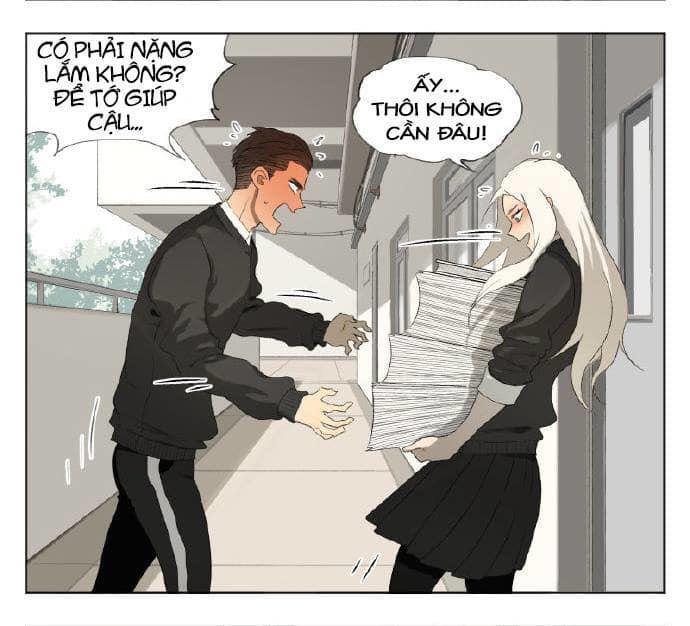 CÓ PHẢI NẶNG
LẮM KHÔNG?
ĐỂ TỚ GIÚP
CẬU...
ẤY...
THÔI KHÔNG
CẦN ĐÂU!